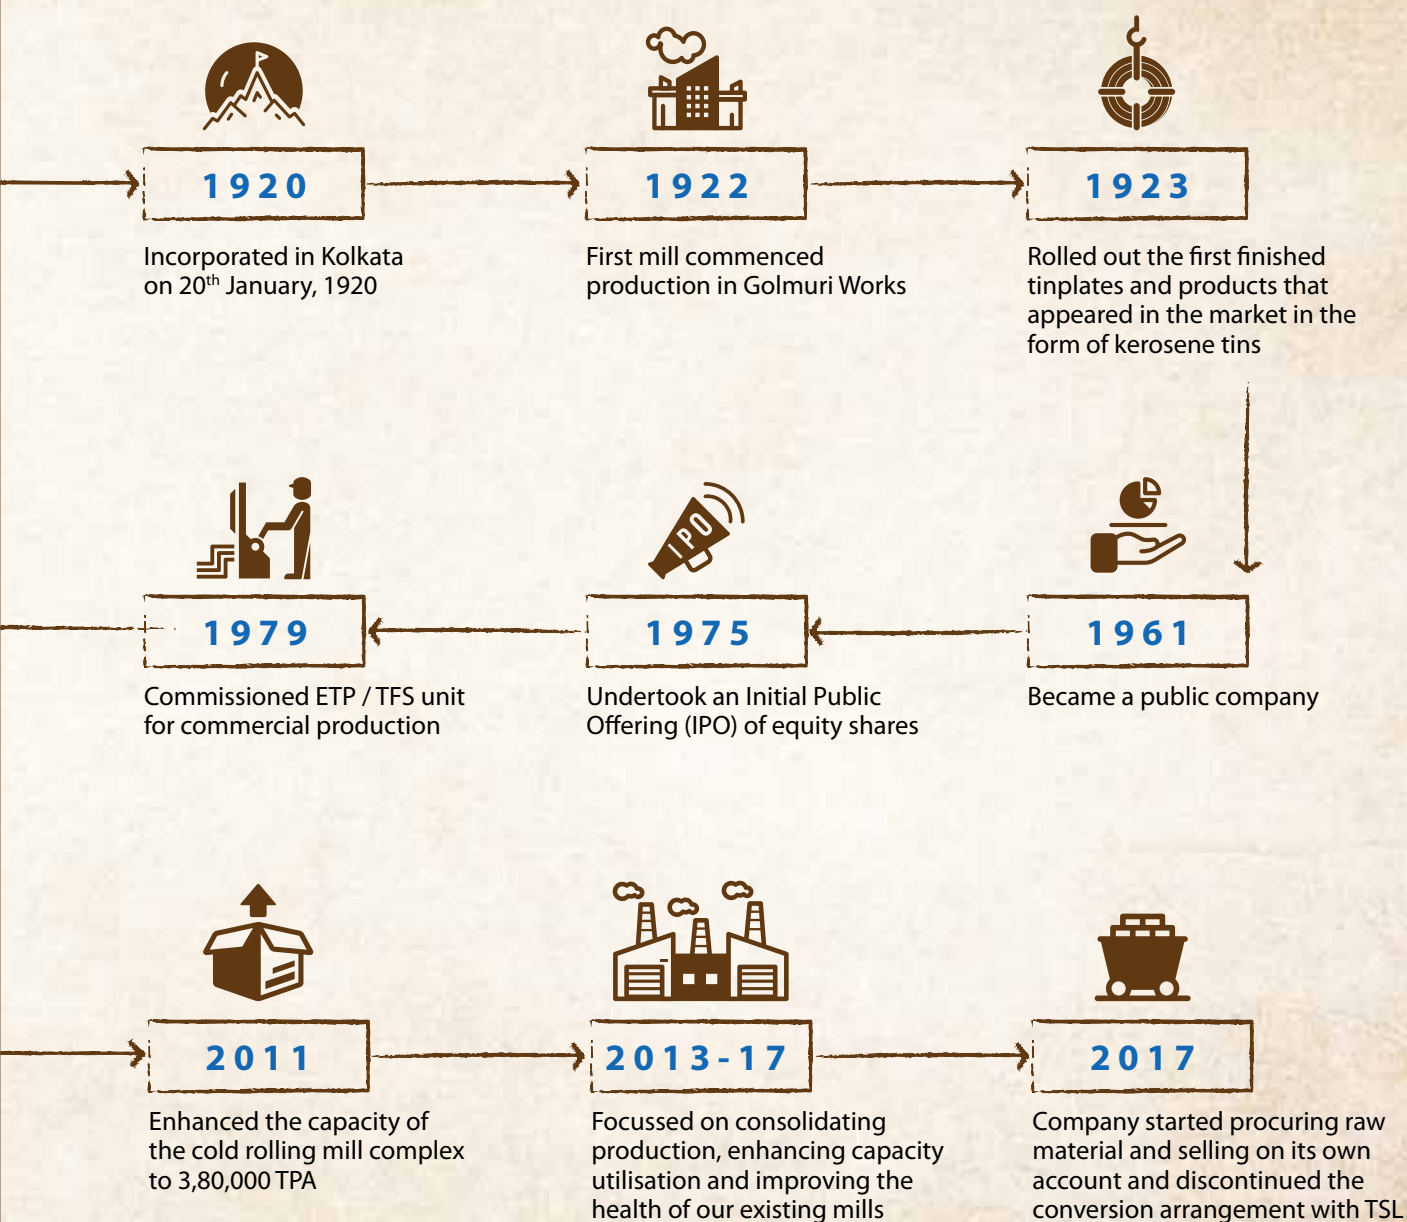 1920
Incorporated in Kolkata
on 20th January, 1920
1922
First mill commenced
production in Golmuri Works
1923
Rolled out the first finished
tinplates and products that
appeared in the market in the
form of kerosene tins
1961
Became a public company
IPO
1975
Undertook an Initial Public
Offering (IPO) of equity shares
1979
Commissioned ETP / TFS unit
for commercial production
2011
Enhanced the capacity of
the cold rolling mill complex
to 3,80,000 TPA
2013-17
Focussed on consolidating
production, enhancing capacity
utilisation and improving the
health of our existing mills
2017
Company started procuring raw
material and selling on its own
account and discontinued the
conversion arrangement with TSL